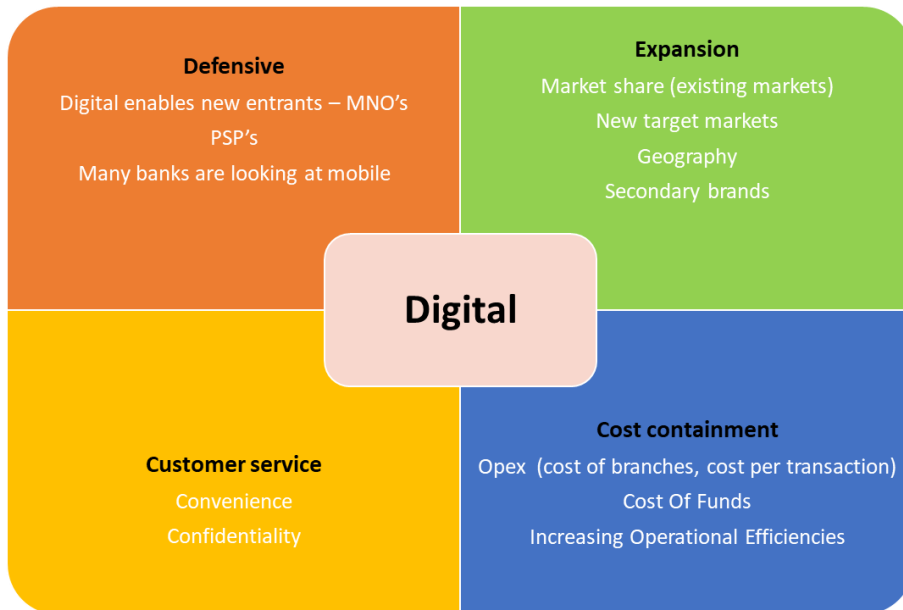 Defensive
Digital enables new entrants – MNO's
PSP's
Many banks are looking at mobile
Expansion
Market share (existing markets)
New target markets
Geography
Secondary brands
Digital
Customer service
Convenience
Confidentiality
Cost containment
Opex  (cost of branches, cost per transaction)
Cost Of Funds
Increasing Operational Efficiencies